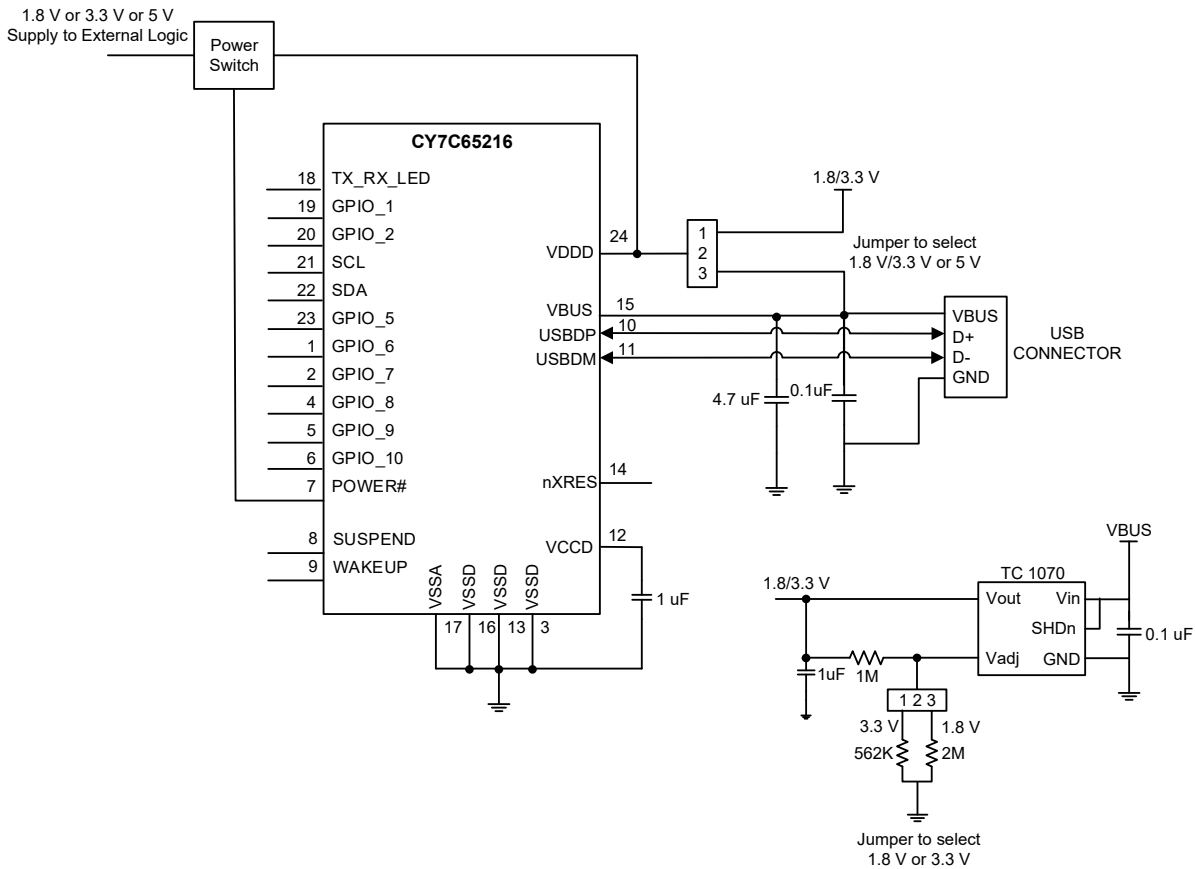 1.8 V or 3.3 V or 5 V
Supply to External Logic
Power
Switch
CY7C65216
18 TX_RX_LED
19 GPIO_1
20 GPIO_2
21 SCL
22 SDA
23 GPIO_5
1 GPIO_6
2 GPIO_7
4 GPIO_8
5 GPIO_9
6 GPIO_10
7 POWER#
8 SUSPEND
9 WAKEUP
VSSA
VSSD
VSSD
VSSD
17
16
13
3
VDDD 24
VBUS 15
USBDP 10
USBDM 11
nXRES 14
VCCD 12
1 uF
1
2
3
1.8/3.3 V
Jumper to select
1.8 V/3.3 V or 5 V
4.7 uF
0.1uF
VBUS
D+
D-
GND
USB
CONNECTOR
VBUS
TC 1070
1.8/3.3 V
Vout Vin
SHDn
Vadj GND
0.1 uF
1uF
1M
1 2 3
3.3 V 1.8 V
562K 2M
Jumper to select
1.8 V or 3.3 V